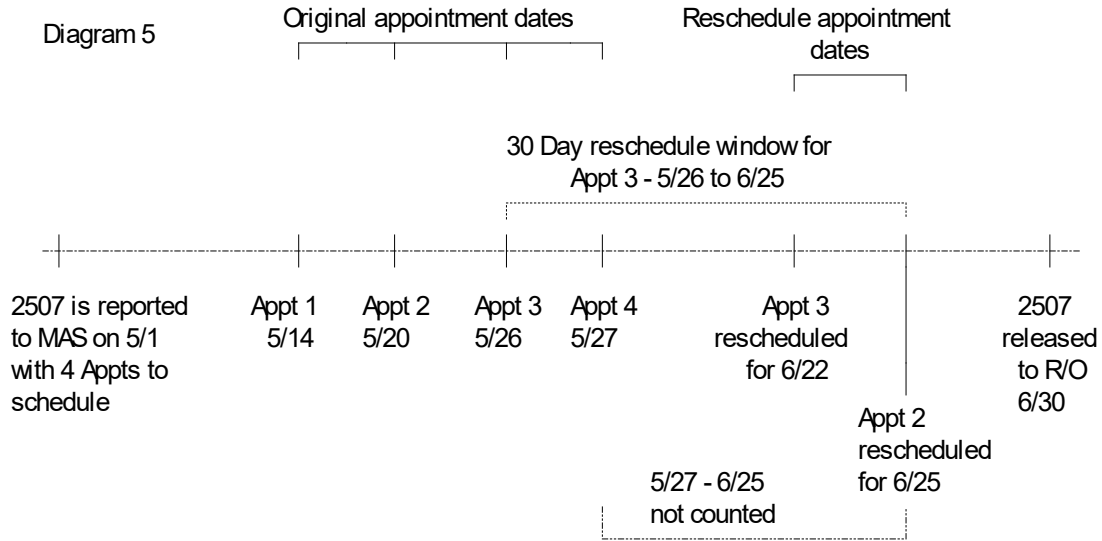 Diagram 5
Original appointment dates
Reschedule appointment
dates
30 Day reschedule window for
Appt 3 - 5/26 to 6/25
2507 is reported
to MAS on 5/1
with 4 Appts to
schedule
Appt 1
5/14
Appt 2
5/20
Appt 3
5/26
Appt 4
5/27
Appt 3
rescheduled
for 6/22
2507
released
to R/O
6/30
Appt 2
rescheduled
for 6/25
5/27 - 6/25
not counted